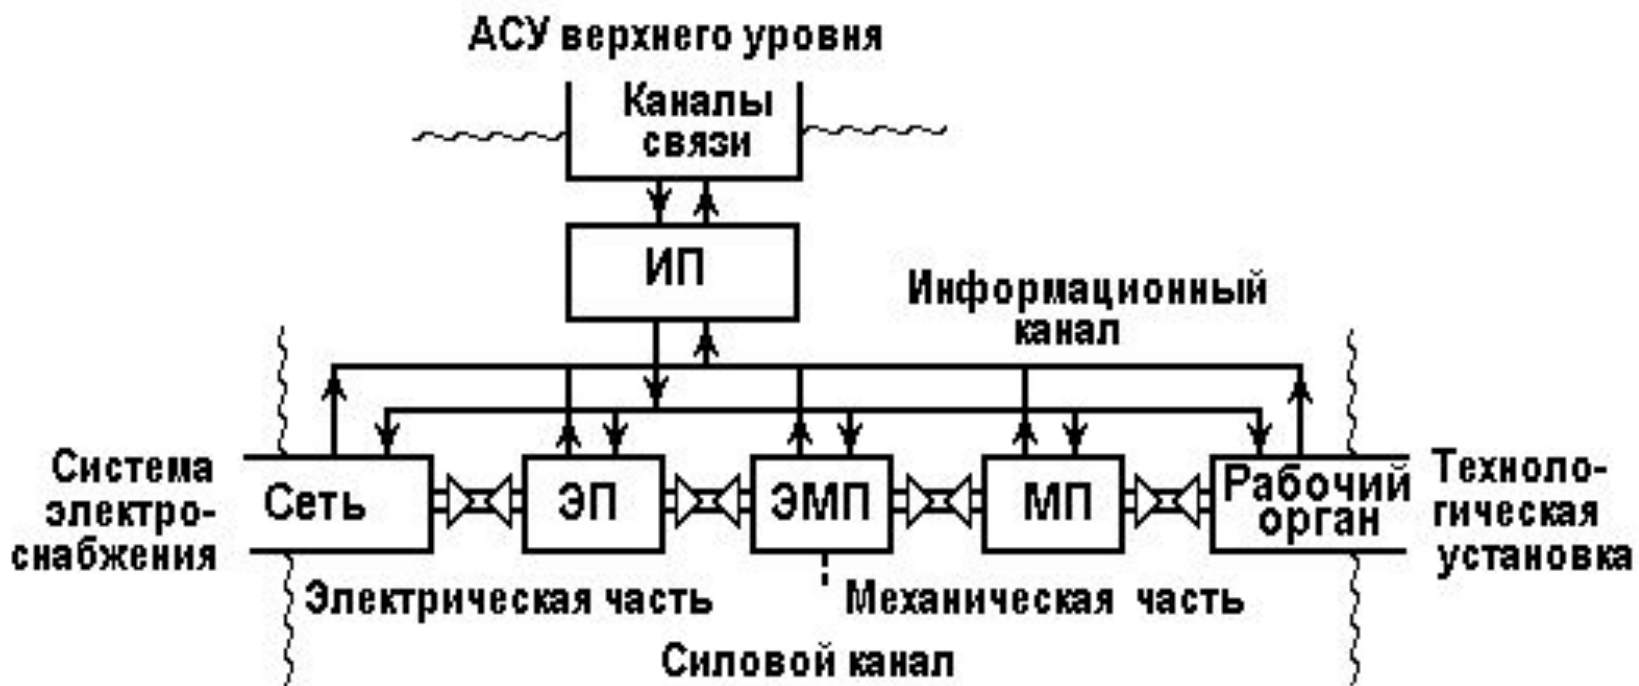 АСУ верхнего уровня
Каналы
связи
ИП
Информационный
канал
Система
электро-
снабжения
Сеть
ЭП
ЭМП
МП
Рабочий
орган
Техноло-
гическая
установка
Электрическая часть
Механическая часть
Силовой канал